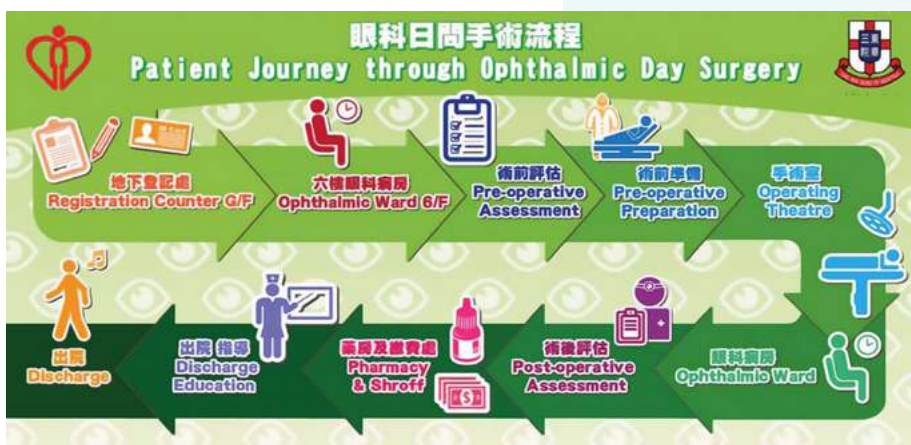 眼科日間手術流程
Patient Journey through Ophthalmic Day Surgery
地下登記處
Registration Counter G/F
六樓眼科病房
Ophthalmic Ward 6/F
術前評估
Pre-operative
Assessment
術前準備
Pre-operative
Preparation
手術室
Operating
Theatre
眼科病房
Ophthalmic Ward
術後評估
Post-operative
Assessment
藥房及繳費處
Pharmacy
& Shroff
出院 指導
Discharge
Education
出院
Discharge